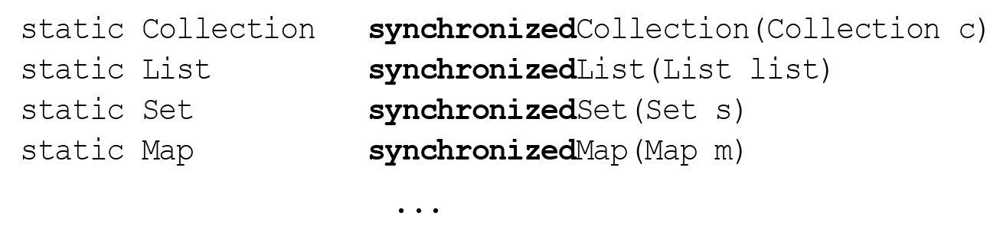 static Collection synchronizedCollection(Collection c)
static List synchronizedList(List list)
static Set synchronizedSet(Set s)
static Map synchronizedMap(Map m)
...